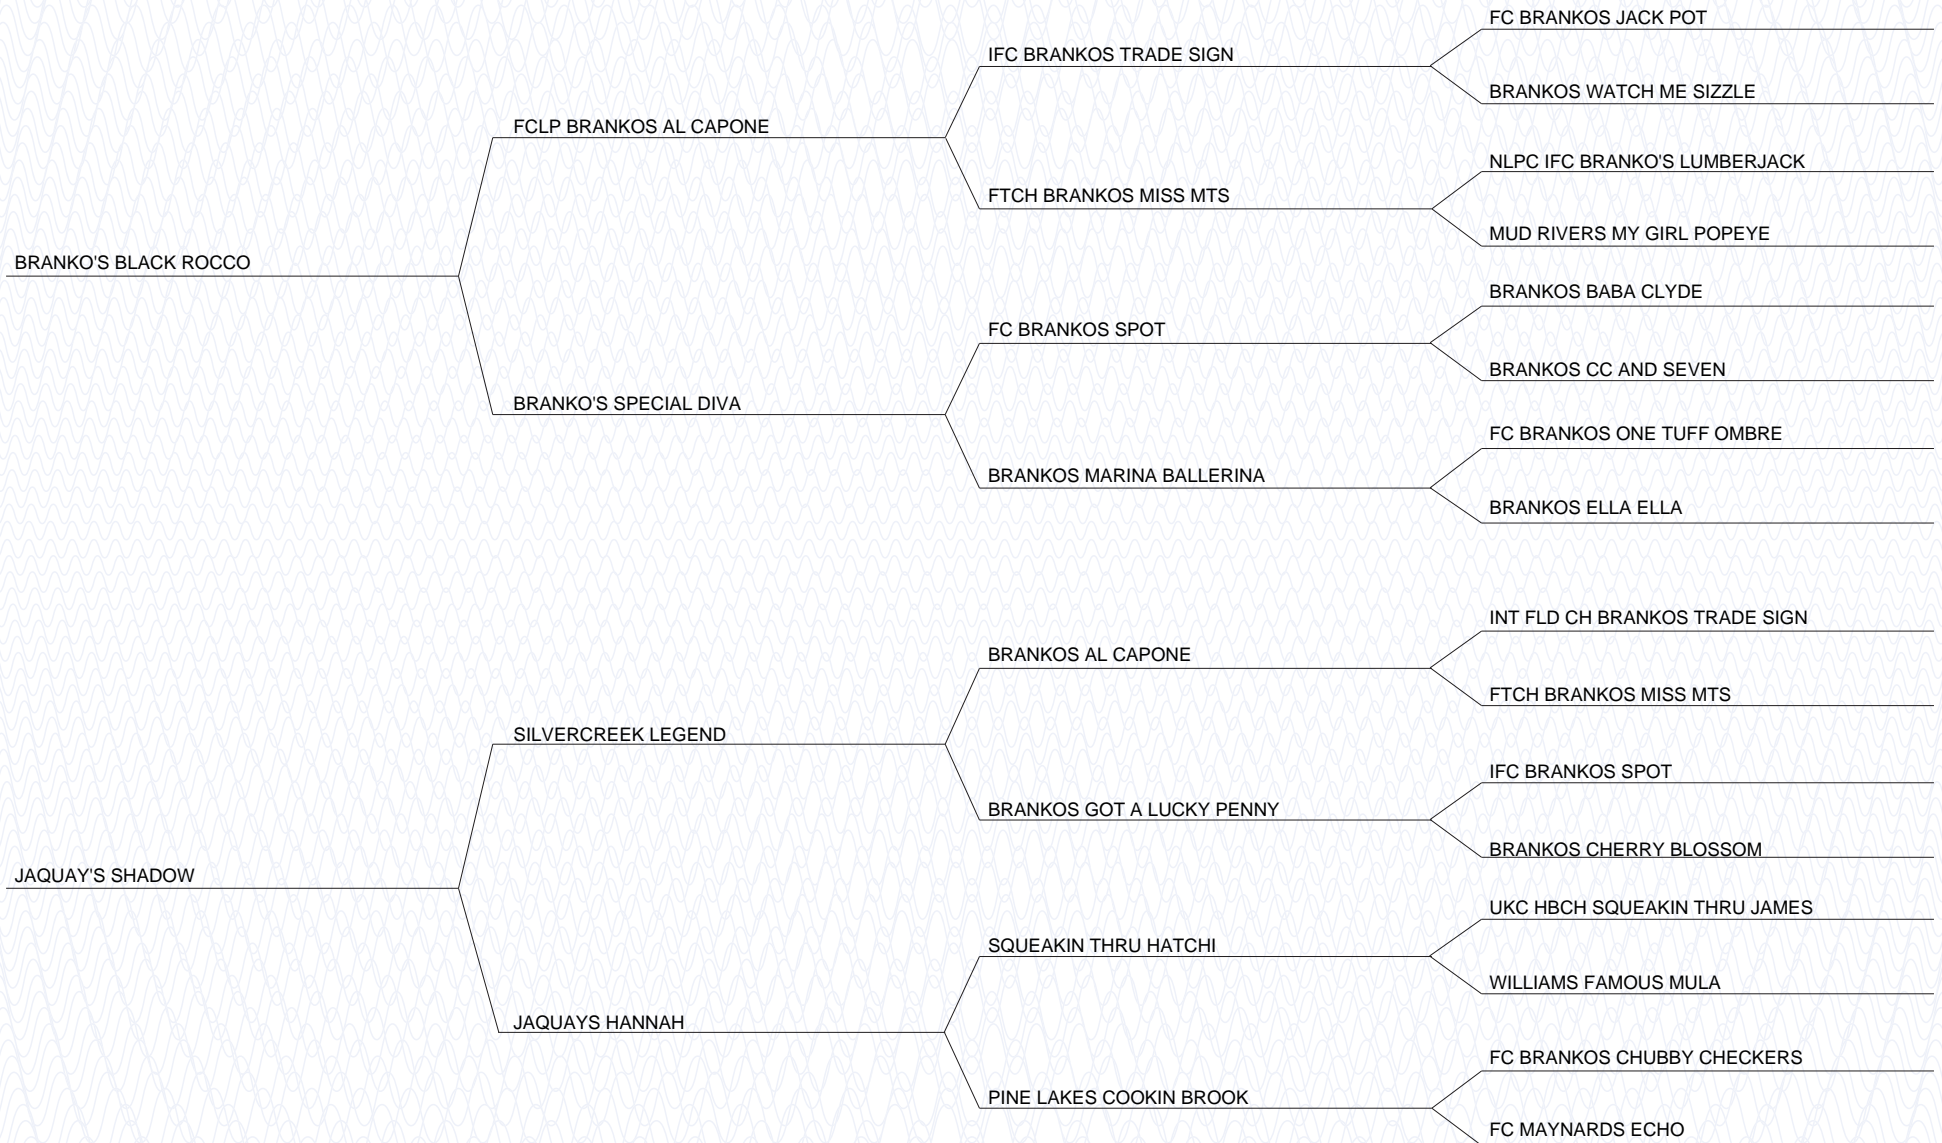 BRANKO'S BLACK ROCCO
FCLP BRANKOS AL CAPONE
IFC BRANKOS TRADE SIGN
FC BRANKOS JACK POT
BRANKOS WATCH ME SIZZLE
FTCH BRANKOS MISS MTS
NLPC IFC BRANKO'S LUMBERJACK
MUD RIVERS MY GIRL POPEYE
BRANKO'S SPECIAL DIVA
FC BRANKOS SPOT
BRANKOS BABA CLYDE
BRANKOS CC AND SEVEN
BRANKOS MARINA BALLERINA
FC BRANKOS ONE TUFF OMBRE
BRANKOS ELLA ELLA
JAQUAY'S SHADOW
SILVERCREEK LEGEND
BRANKOS AL CAPONE
INT FLD CH BRANKOS TRADE SIGN
FTCH BRANKOS MISS MTS
BRANKOS GOT A LUCKY PENNY
IFC BRANKOS SPOT
BRANKOS CHERRY BLOSSOM
JAQUAYS HANNAH
SQUEAKIN THRU HATCHI
UKC HBCH SQUEAKIN THRU JAMES
WILLIAMS FAMOUS MULA
PINE LAKES COOKIN BROOK
FC BRANKOS CHUBBY CHECKERS
FC MAYNARDS ECHO